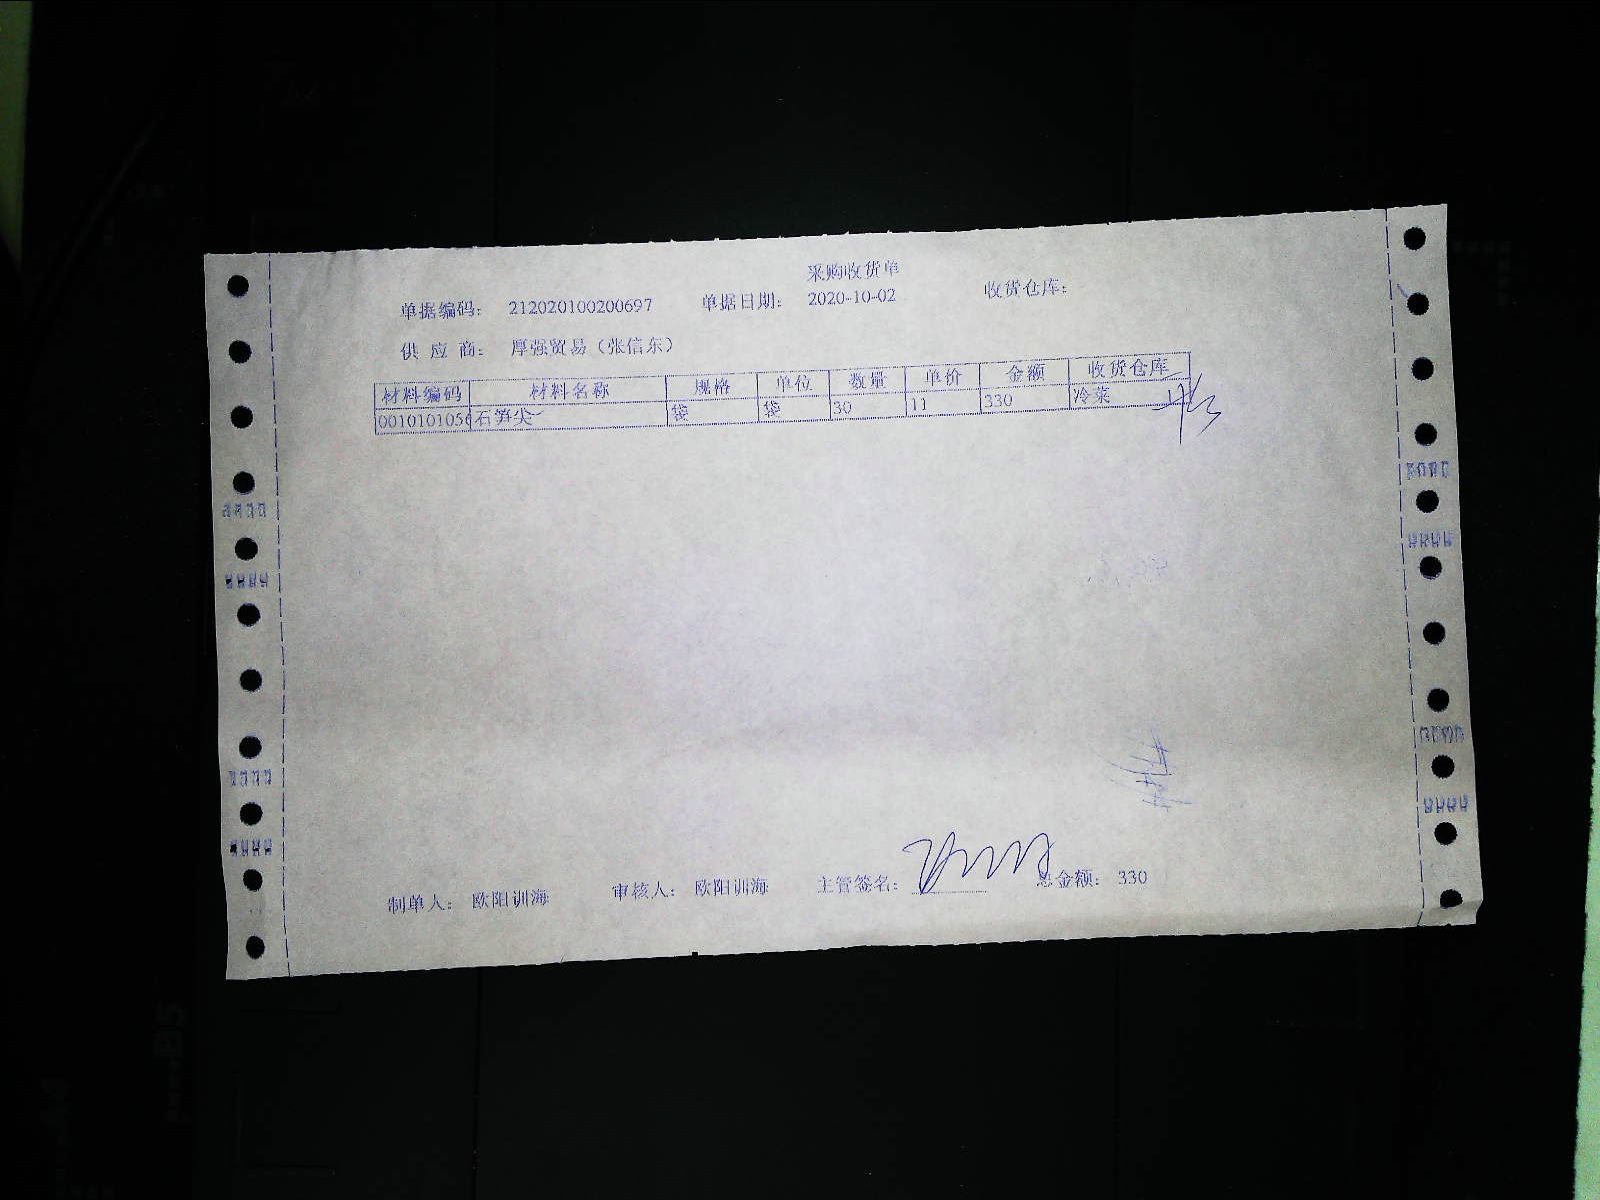 采购收货单
单据编码： 212020100200697 单据日期： 2020-10-02 收货仓库：
供 应 商： 厚强贸易（张信东）
材料编码 材料名称 规格 单位 数量 单价 金额 收货仓库
0010101056 石笋尖 袋 袋 30 11 330 冷菜
制单人： 欧阳训海 审核人： 欧阳训海 主管签名： 总金额： 330